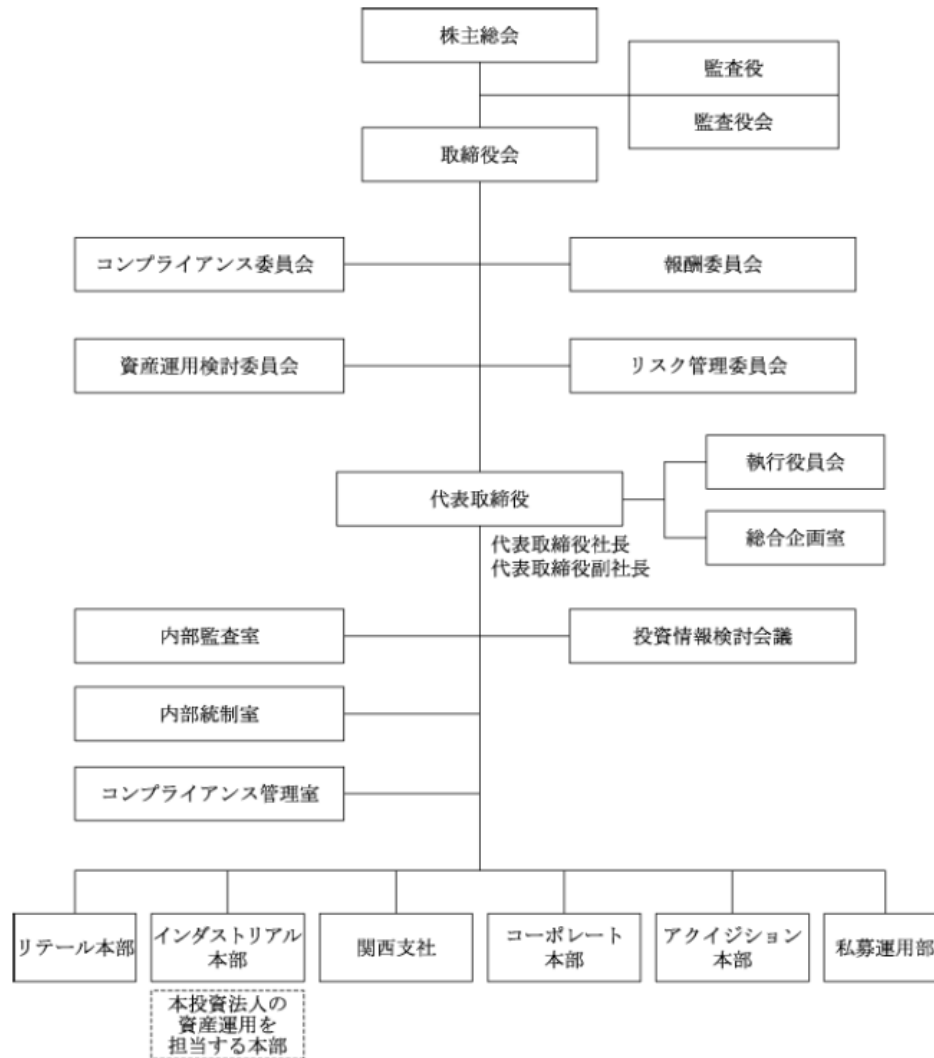 株主総会
監査役
監査役会
取締役会
コンプライアンス委員会
報酬委員会
資産運用検討委員会
リスク管理委員会
執行役員会
代表取締役
総合企画室
代表取締役社長
代表取締役副社長
内部監査室
投資情報検討会議
内部統制室
コンプライアンス管理室
リテール本部
インダストリアル
本部
関西支社
コーポレート
本部
アクイジション
本部
私募運用部
本投資法人の
資産運用を
担当する本部